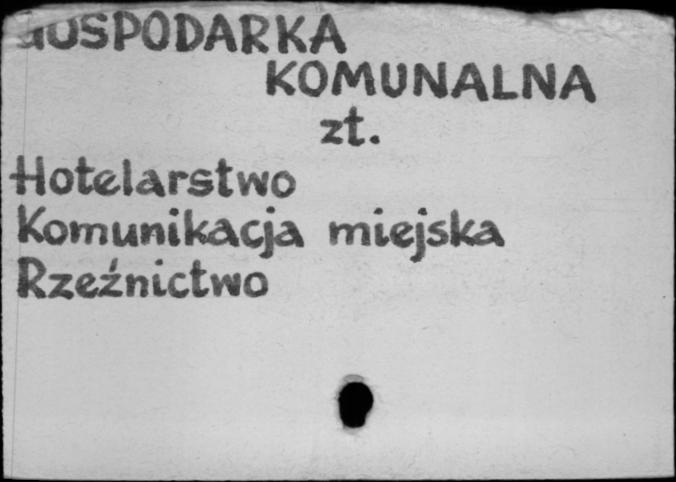 GOSPODARKA
KOMUNALNA
zt.
Hotelarstwo
Komunikacja miejska
Rzeźnictwo